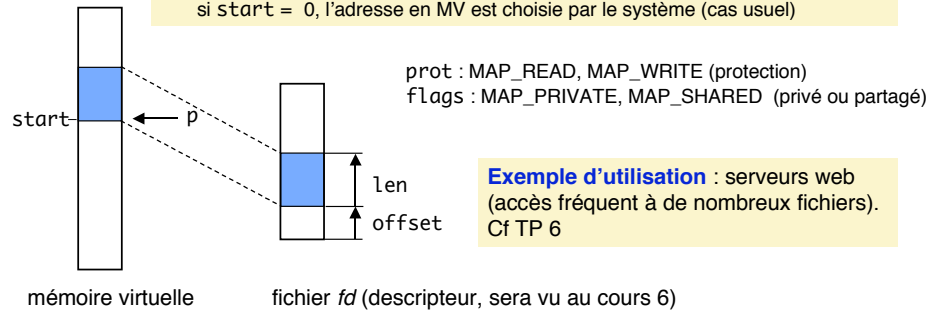 si start = 0, l'adresse en MV est choisie par le système (cas usuel)
prot : MAP_READ, MAP_WRITE (protection)
flags : MAP_PRIVATE, MAP_SHARED (privé ou partagé)
start
p
len
offset
Exemple d'utilisation : serveurs web
(accès fréquent à de nombreux fichiers).
Cf TP 6
mémoire virtuelle
fichier fd (descripteur, sera vu au cours 6)